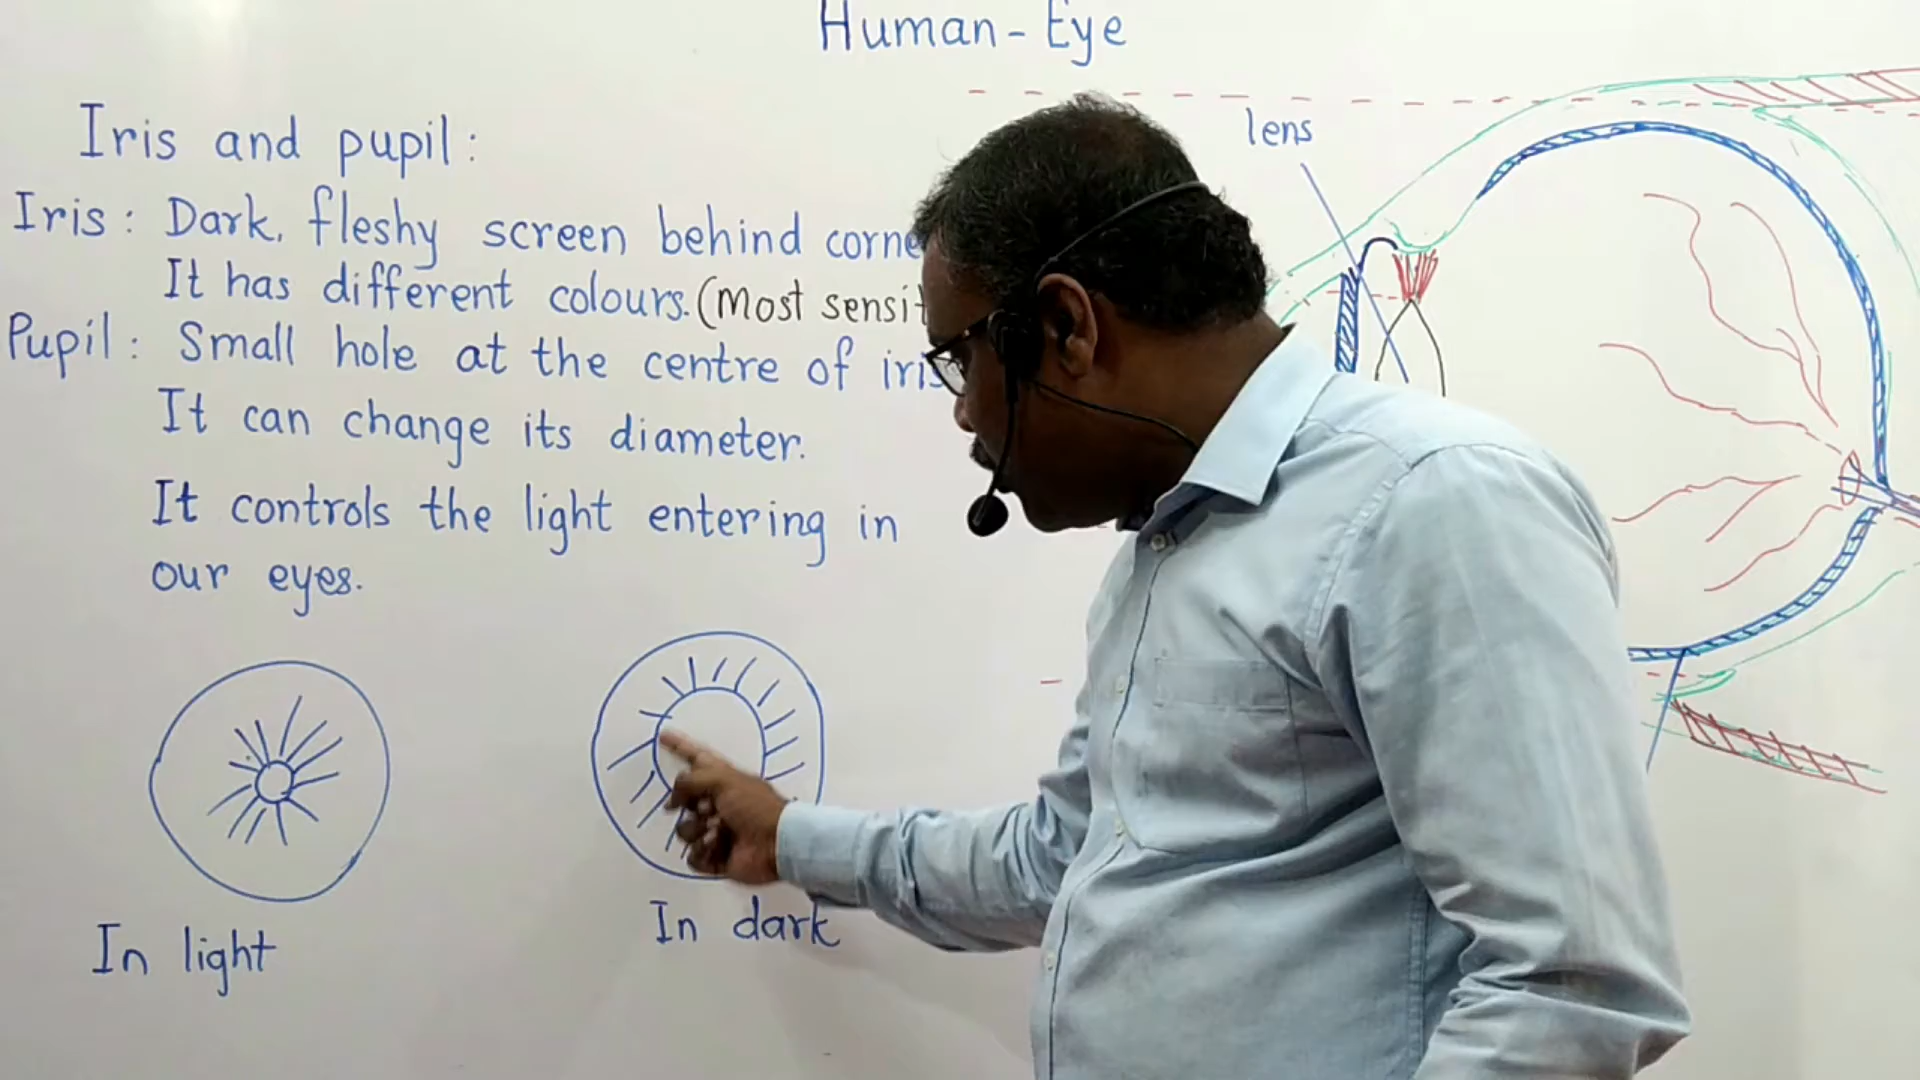 Human - Eye
Iris and pupil:
Iris: Dark, fleshy screen behind
It has different colours. (Most
Pupil: Small hole at the centre of iris
It can change its diameter.
It controls the light entering in
our eyes.
In light
In dark
lens